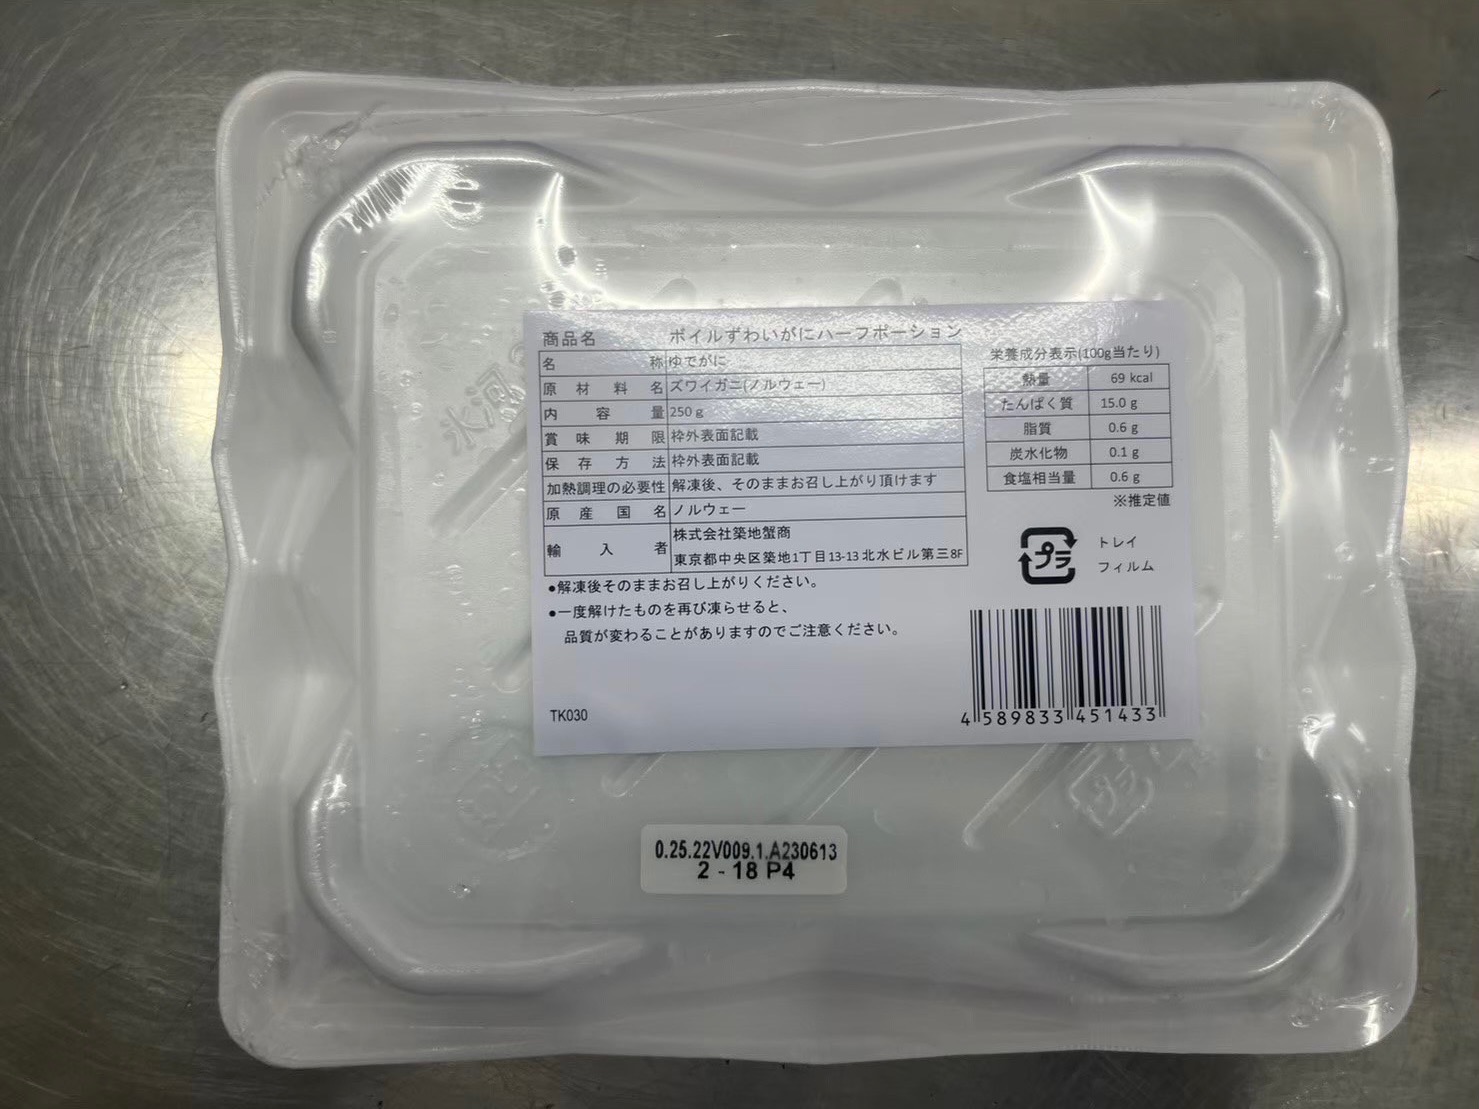 商品名 ボイルずわいがにハーフポーション
名称 ゆでがに
原材料名 ズワイガニ(ノルウェー)
内容量 250g
賞味期限 枠外表面記載
保存方法 枠外表面記載
加熱調理の必要性 解凍後、そのままお召し上がり頂けます
原産国名 ノルウェー
輸入者 株式会社築地蟹商
東京都中央区築地1丁目13-13北水ビル第三8F
●解凍後そのままお召し上がりください。
●一度解けたものを再び凍らせると、
品質が変わることがありますのでご注意ください。
TK030
栄養成分表示(100g当たり)
熱量 69 kcal
たんぱく質 15.0 g
脂質 0.6 g
炭水化物 0.1 g
食塩相当量 0.6 g
※推定値
プラ
トレイ
フィルム
4 589833 451433
氷河
0.25.22V009.1.A230613
2 - 18 P4